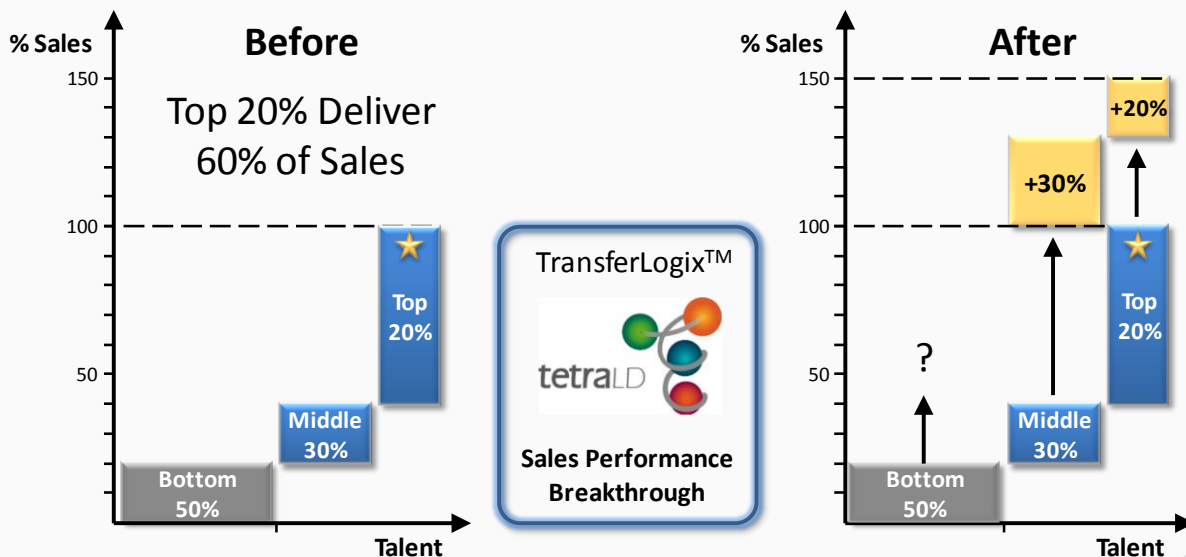 % Sales
Before
150
Top 20% Deliver
60% of Sales
100
Top
20%
50
Middle
30%
Bottom
50%
Talent
TransferLogix™
tetraLD
Sales Performance
Breakthrough
% Sales
After
150
+20%
+30%
100
Top
20%
?
50
Middle
30%
Bottom
50%
Talent